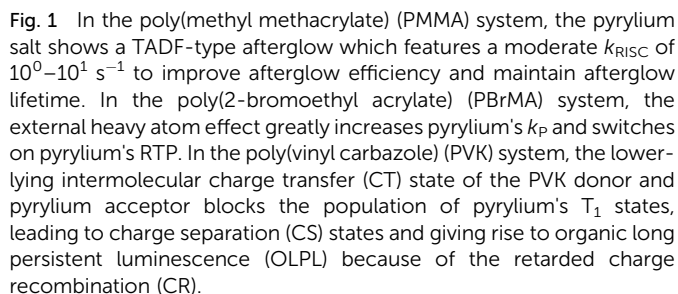 Fig. 1 In the poly(methyl methacrylate) (PMMA) system, the pyrylium
salt shows a TADF-type afterglow which features a moderate kRISC of
10⁰–10¹ s⁻¹ to improve afterglow efficiency and maintain afterglow
lifetime. In the poly(2-bromoethyl acrylate) (PBrMA) system, the
external heavy atom effect greatly increases pyrylium's kP and switches
on pyrylium's RTP. In the poly(vinyl carbazole) (PVK) system, the lower-
lying intermolecular charge transfer (CT) state of the PVK donor and
pyrylium acceptor blocks the population of pyrylium's T₁ states,
leading to charge separation (CS) states and giving rise to organic long
persistent luminescence (OLPL) because of the retarded charge
recombination (CR).